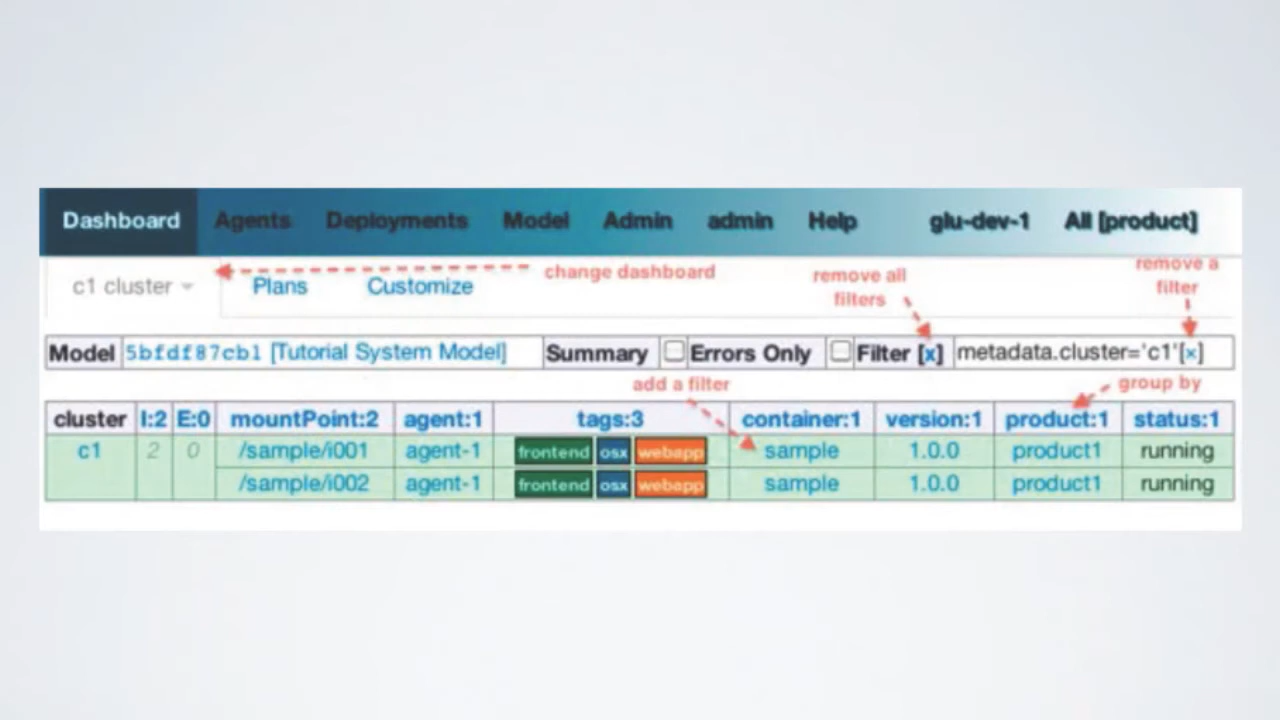 Dashboard Agents Deployments Model Admin admin Help glu-dev-1 All [product]
change dashboard
remove all
filters
remove a
filter
c1 cluster Plans Customize
Model 5bfdf87cb1 [Tutorial System Model] Summary Errors Only Filter [x] metadata.cluster='c1'[x]
add a filter
group by
cluster I:2 E:0 mountPoint:2 agent:1 tags:3 container:1 version:1 product:1 status:1
c1 2 0 /sample/i001 agent-1 frontend osx webapp sample 1.0.0 product1 running
/sample/i002 agent-1 frontend osx webapp sample 1.0.0 product1 running